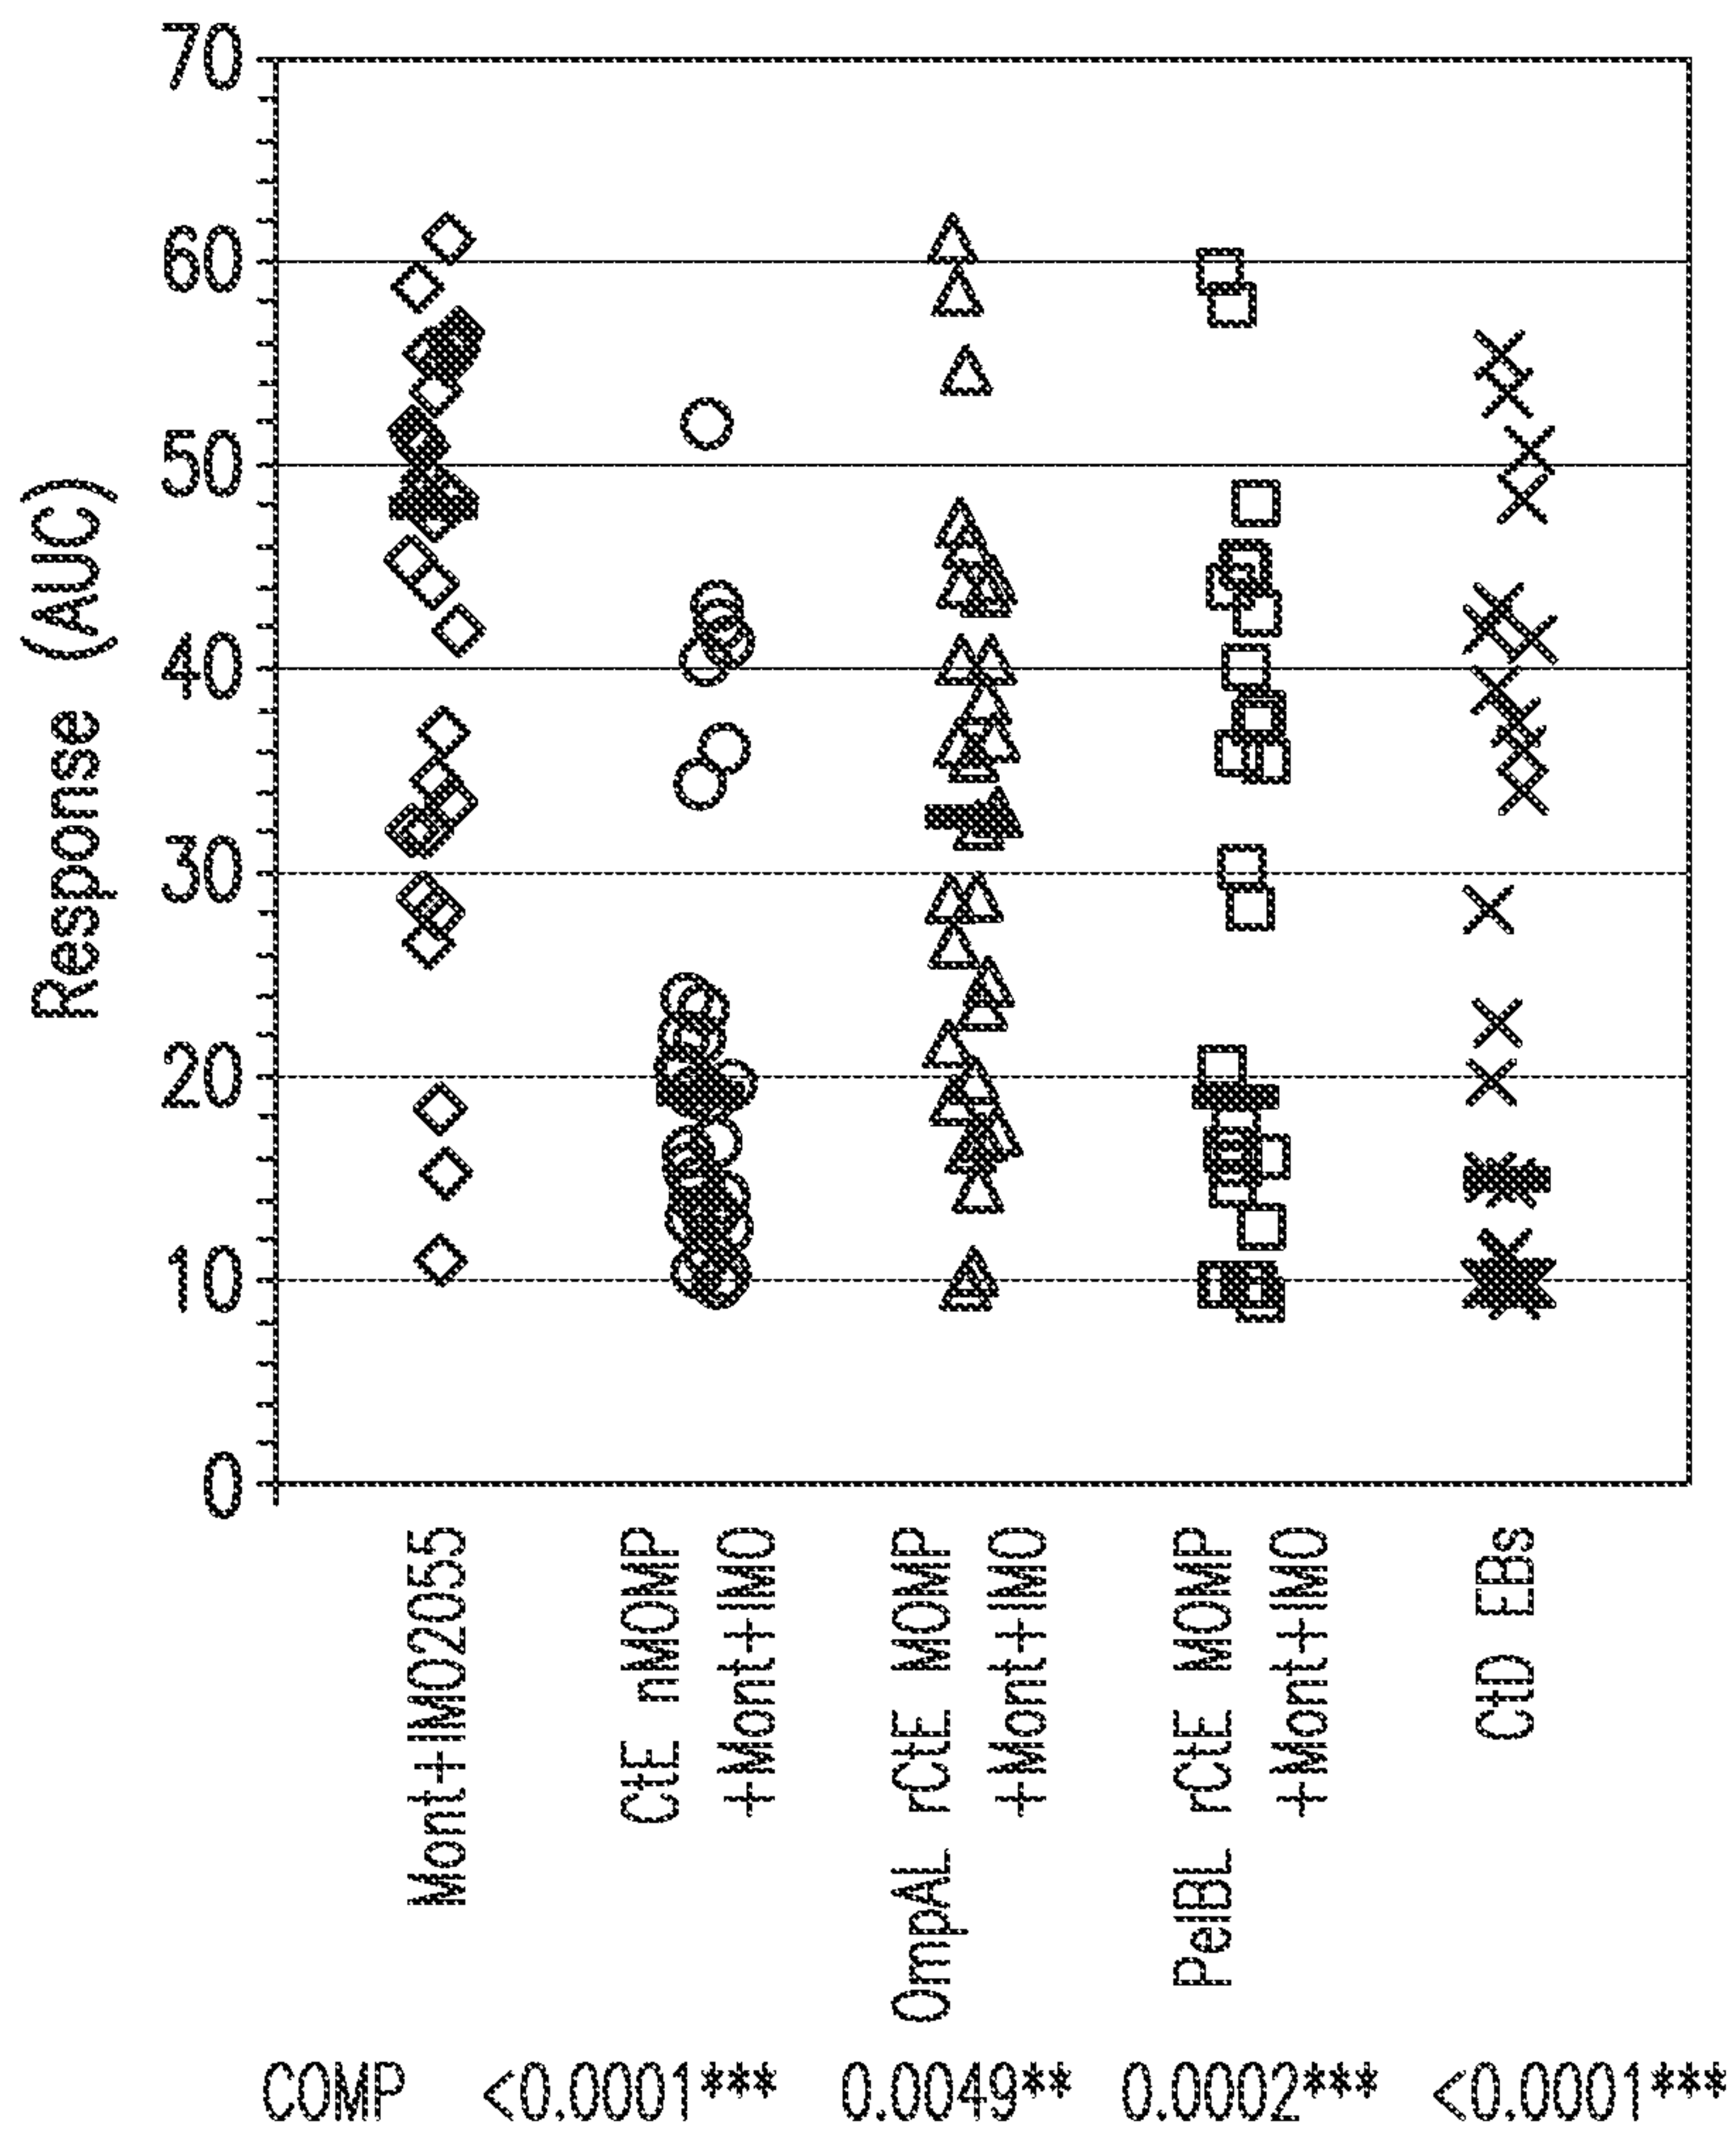 Response (AUC)
70
60
50
40
30
20
10
0
Mont+IMO2055
CtE nMOMP
+Mont+IMO
OmpAL rCtE MOMP
+Mont+IMO
PelBL rCtE MOMP
+Mont+IMO
CtD EBs
COMP <0.0001*** 0.0049** 0.0002*** <0.0001***